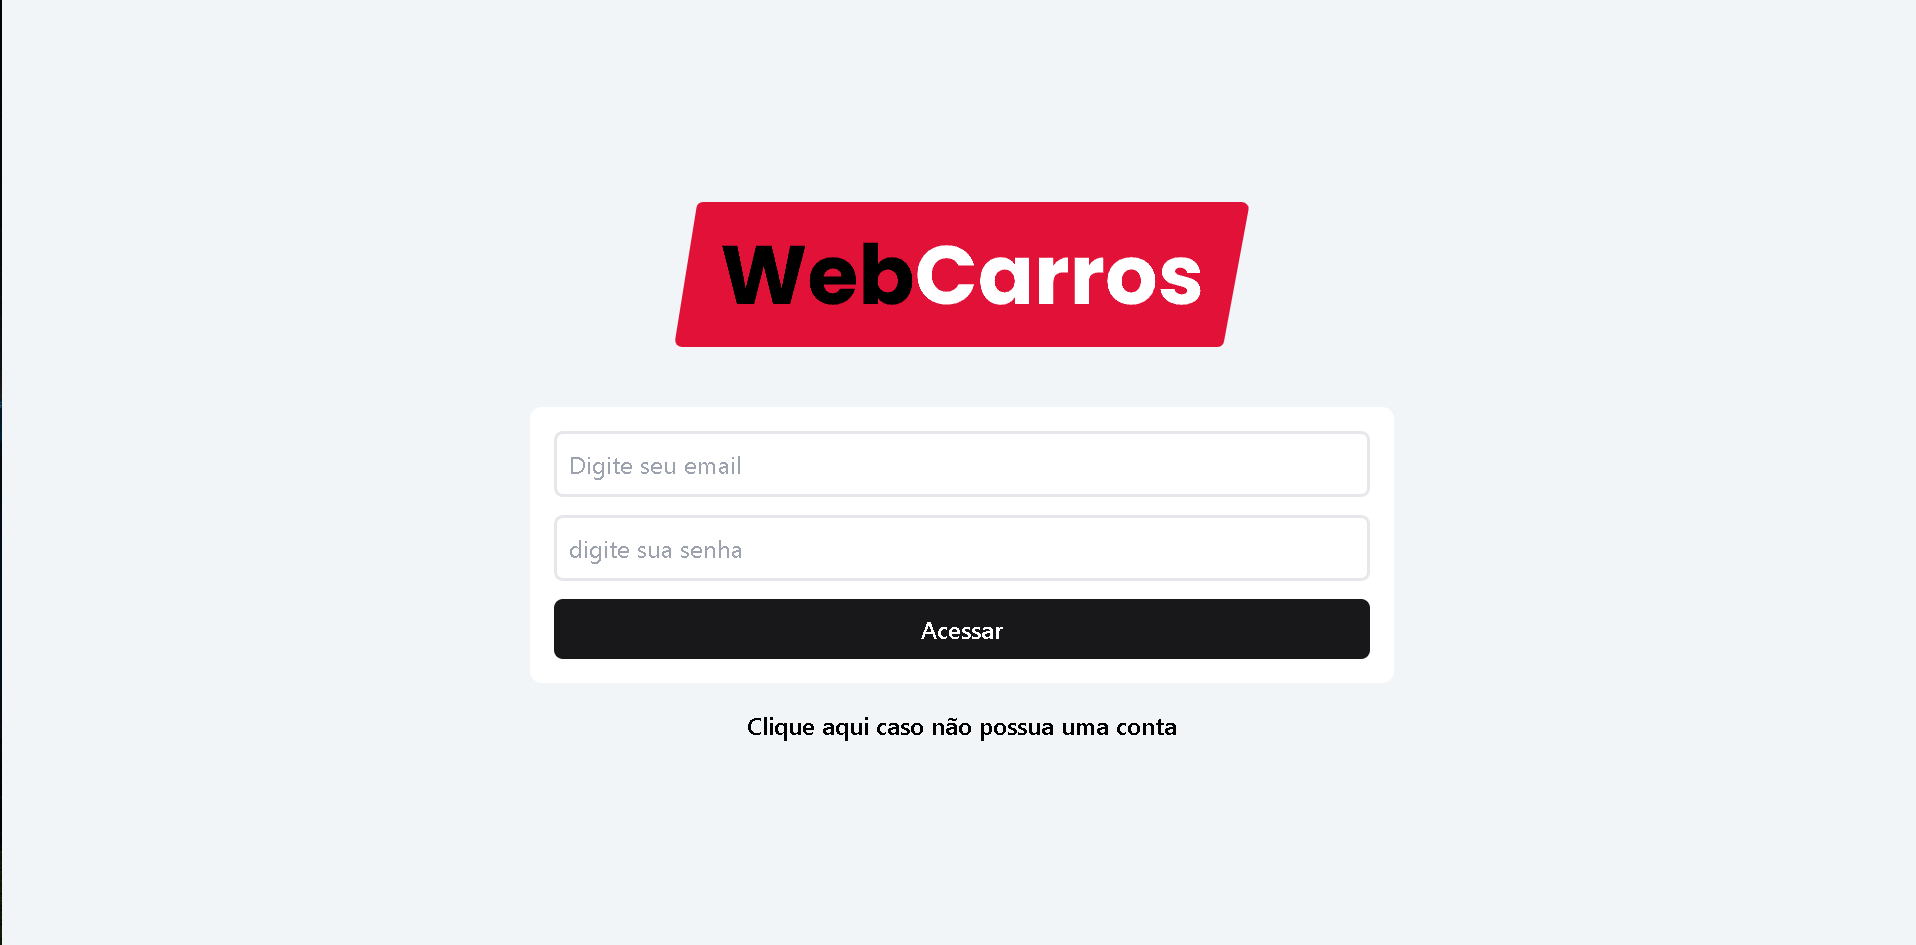 WebCarros
Digite seu email
digite sua senha
Acessar
Clique aqui caso não possua uma conta